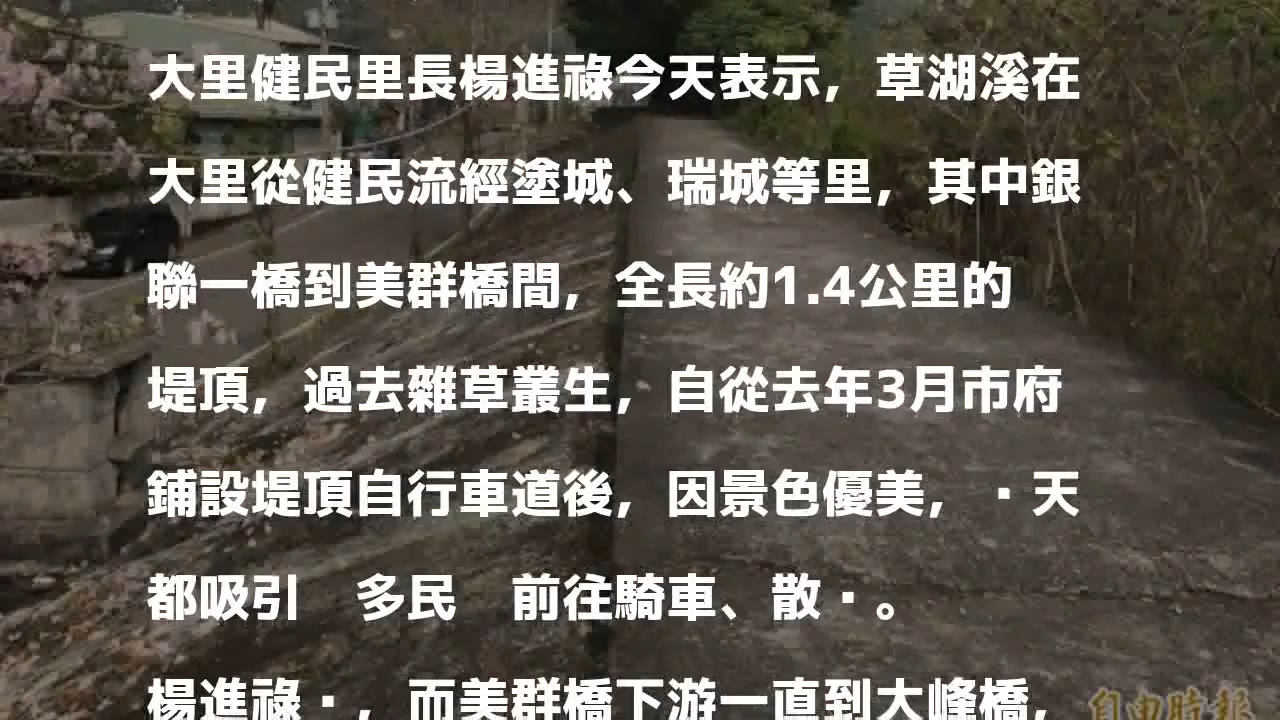 大里健民里長楊進祿今天表示，草湖溪在
大里從健民流經塗城、瑞城等里，其中銀
聯一橋到美群橋間，全長約1.4公里的
堤頂，過去雜草叢生，自從去年3月市府
鋪設堤頂自行車道後，因景色優美，▪天
都吸引　多民　前往騎車、散▪。
楊進祿▪，而美群橋下游一直到大峰橋，
自由時報